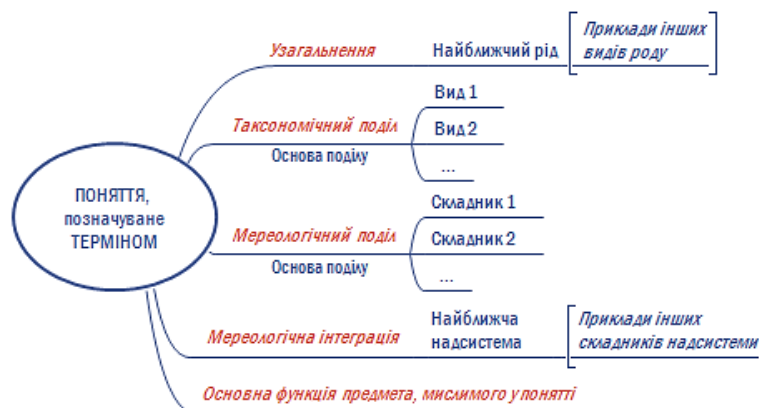 ПОНЯТТЯ,
позначуване
ТЕРМІНОМ
Узагальнення
Найближчий рід
Приклади інших
видів роду
Таксономічний поділ
Основа поділу
Вид 1
Вид 2
...
Мереологічний поділ
Основа поділу
Складник 1
Складник 2
...
Мереологічна інтеграція
Найближча
надсистема
Приклади інших
складників надсистеми
Основна функція предмета, мислимого у понятті